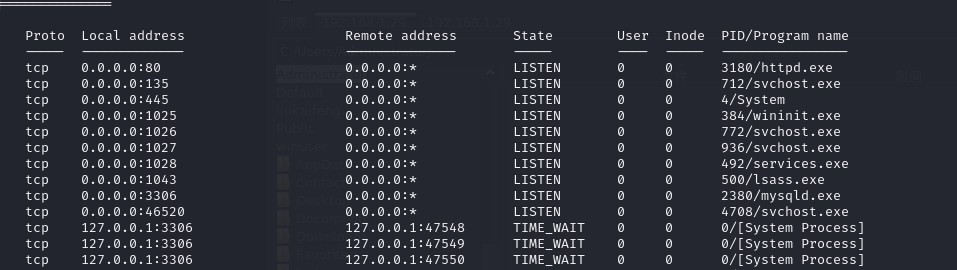 Proto Local address Remote address State User Inode PID/Program name
tcp 0.0.0.0:80 0.0.0.0:* LISTEN 0 0 3180/httpd.exe
tcp 0.0.0.0:135 0.0.0.0:* LISTEN 0 0 712/svchost.exe
tcp 0.0.0.0:445 0.0.0.0:* LISTEN 0 0 4/System
tcp 0.0.0.0:1025 0.0.0.0:* LISTEN 0 0 384/wininit.exe
tcp 0.0.0.0:1026 0.0.0.0:* LISTEN 0 0 772/svchost.exe
tcp 0.0.0.0:1027 0.0.0.0:* LISTEN 0 0 936/svchost.exe
tcp 0.0.0.0:1028 0.0.0.0:* LISTEN 0 0 492/services.exe
tcp 0.0.0.0:1043 0.0.0.0:* LISTEN 0 0 500/lsass.exe
tcp 0.0.0.0:3306 0.0.0.0:* LISTEN 0 0 2380/mysqld.exe
tcp 0.0.0.0:46520 0.0.0.0:* LISTEN 0 0 4708/svchost.exe
tcp 127.0.0.1:3306 127.0.0.1:47548 TIME_WAIT 0 0 0/[System Process]
tcp 127.0.0.1:3306 127.0.0.1:47549 TIME_WAIT 0 0 0/[System Process]
tcp 127.0.0.1:3306 127.0.0.1:47550 TIME_WAIT 0 0 0/[System Process]